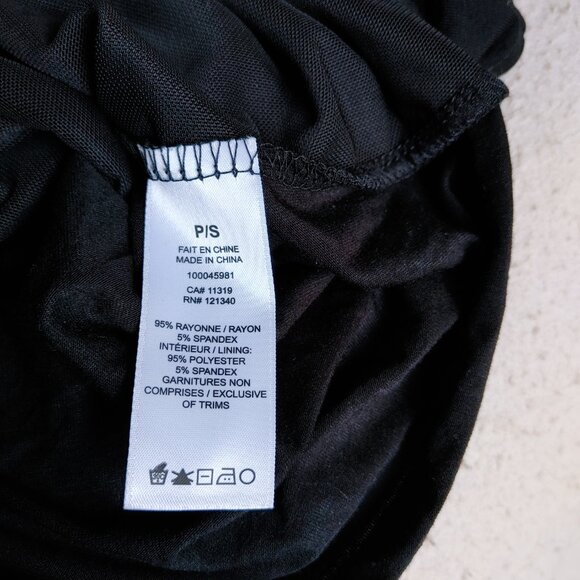 P/S
FAIT EN CHINE
MADE IN CHINA
100045981
CA# 11319
RN# 121340
95% RAYONNE / RAYON
5% SPANDEX
INTÉRIEUR / LINING:
95% POLYESTER
5% SPANDEX
GARNITURES NON
COMPRISES / EXCLUSIVE
OF TRIMS